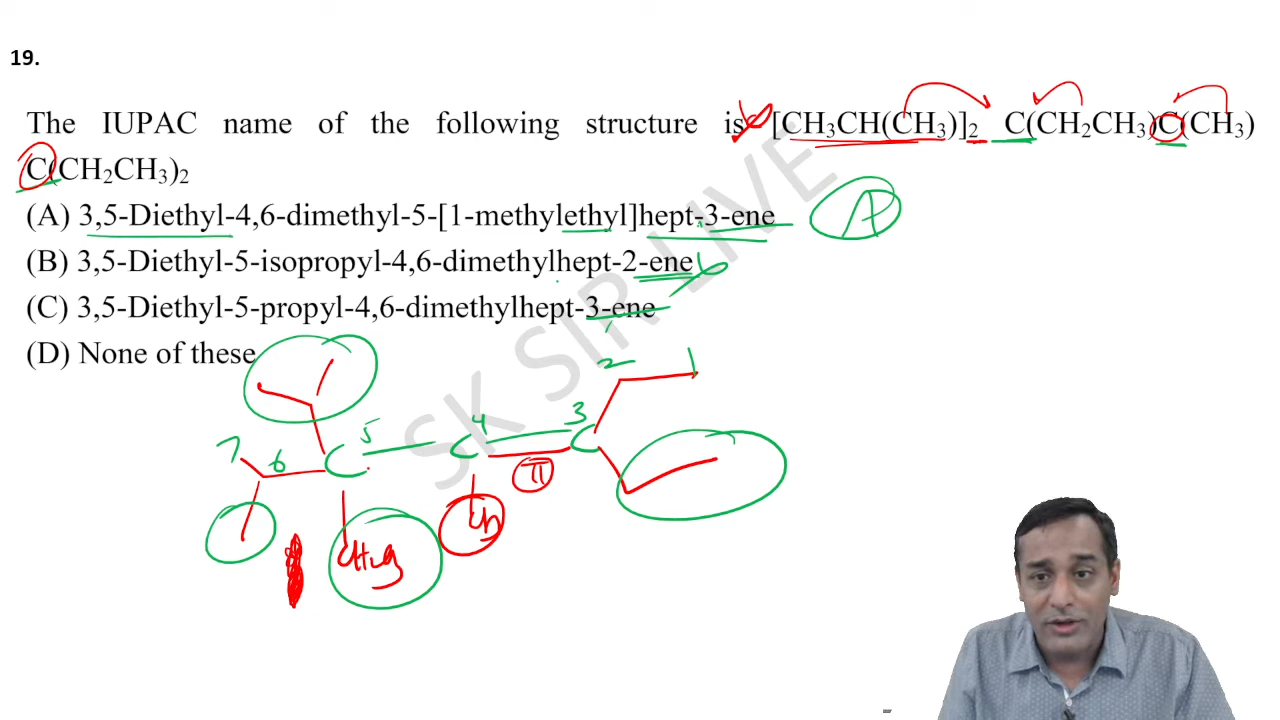 19.
The IUPAC name of the following structure is [CH₃CH(CH₃)]₂ C(CH₂CH₃)C(CH₃)
C(CH₂CH₃)₂
(A) 3,5-Diethyl-4,6-dimethyl-5-[1-methylethyl]hept-3-ene
A
(B) 3,5-Diethyl-5-isopropyl-4,6-dimethylhept-2-ene
(C) 3,5-Diethyl-5-propyl-4,6-dimethylhept-3-ene
(D) None of these
SK SIR LIVE
2 1
7 6 C 5 4 C 3 C
π